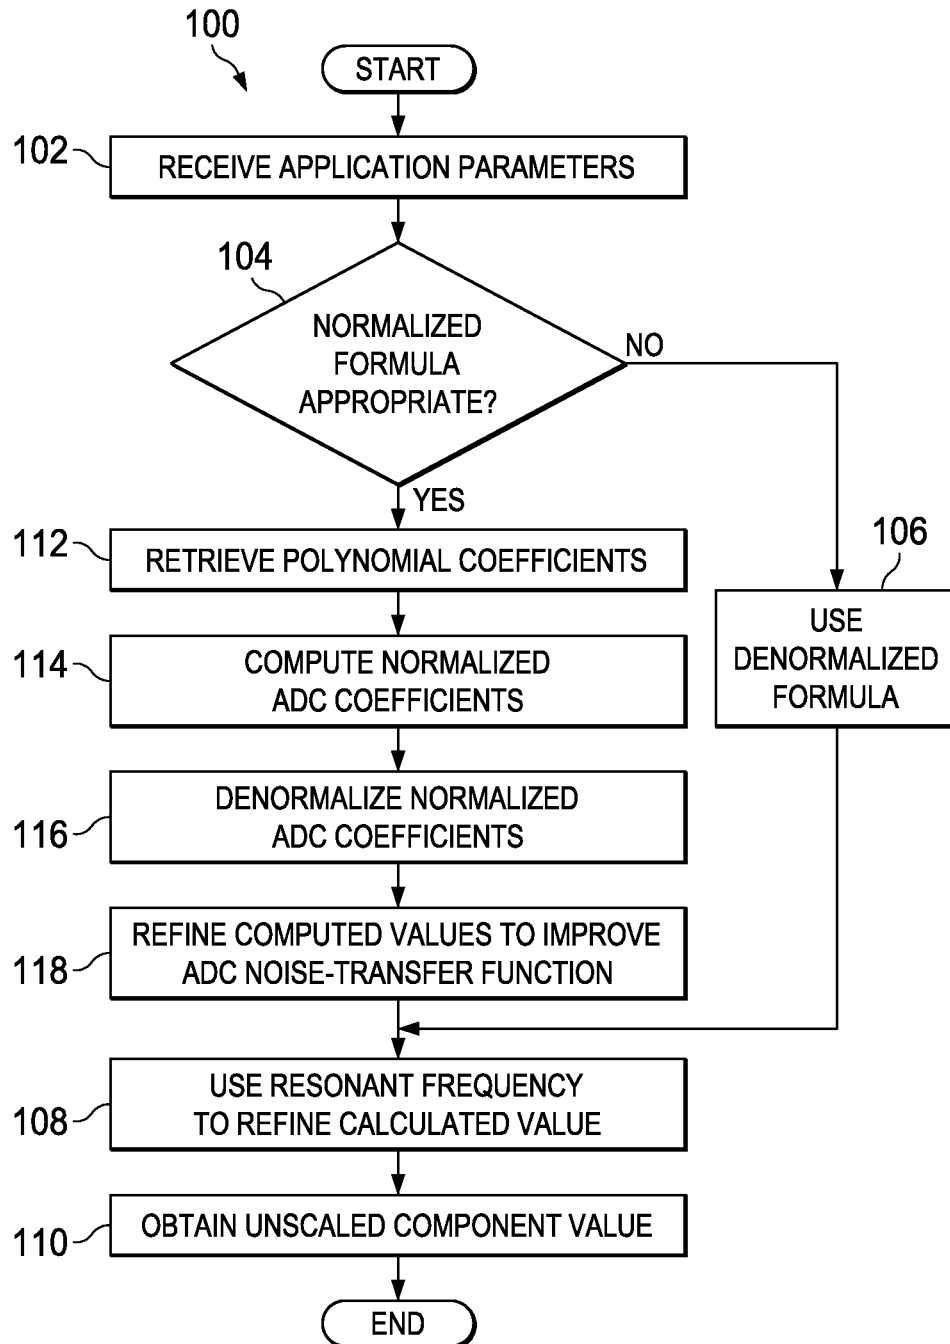 100
START
102
RECEIVE APPLICATION PARAMETERS
104
NORMALIZED
FORMULA
APPROPRIATE?
NO
YES
112
RETRIEVE POLYNOMIAL COEFFICIENTS
106
USE
DENORMALIZED
FORMULA
114
COMPUTE NORMALIZED
ADC COEFFICIENTS
116
DENORMALIZE NORMALIZED
ADC COEFFICIENTS
118
REFINE COMPUTED VALUES TO IMPROVE
ADC NOISE-TRANSFER FUNCTION
108
USE RESONANT FREQUENCY
TO REFINE CALCULATED VALUE
110
OBTAIN UNSCALED COMPONENT VALUE
END